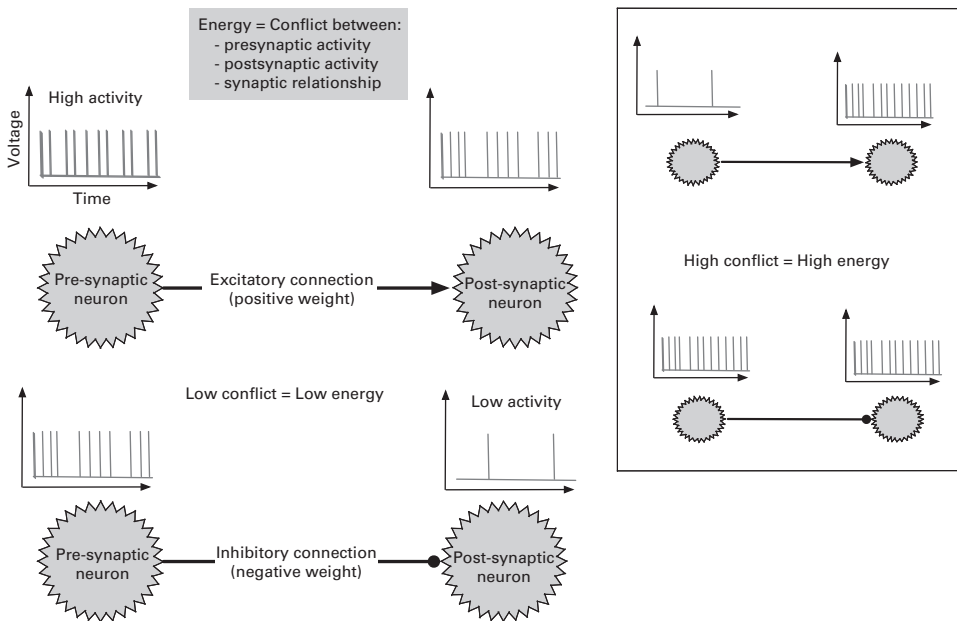 Energy = Conflict between:
- presynaptic activity
- postsynaptic activity
- synaptic relationship
High activity
Voltage
Time
Pre-synaptic
neuron
Excitatory connection
(positive weight)
Post-synaptic
neuron
Low conflict = Low energy
Low activity
Pre-synaptic
neuron
Inhibitory connection
(negative weight)
Post-synaptic
neuron
High conflict = High energy